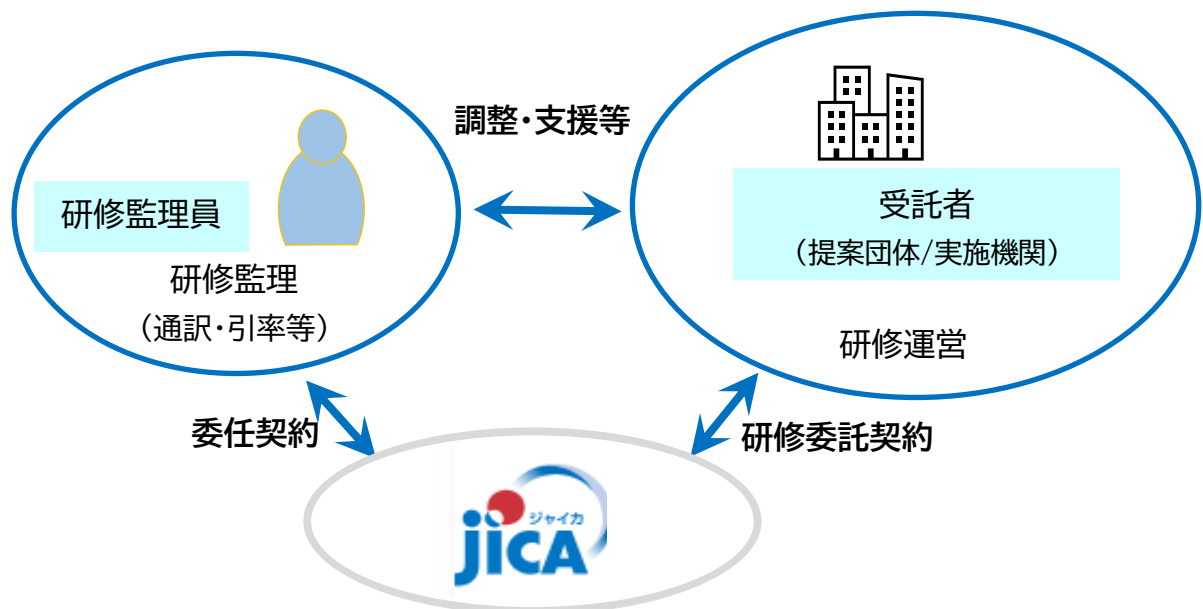 調整・支援等
研修監理員
研修監理
（通訳・引率等）
受託者
（提案団体/実施機関）
研修運営
委任契約
研修委託契約
ジャイカ
jICA